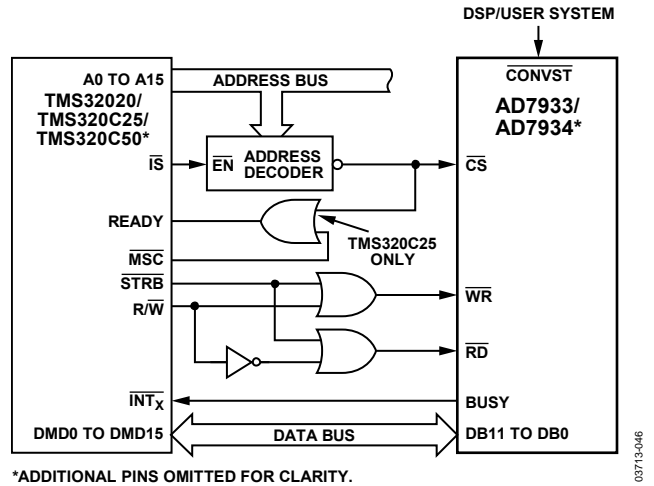 DSP/USER SYSTEM
A0 TO A15
ADDRESS BUS
CONVST
TMS32020/
TMS320C25/
TMS320C50*
AD7933/
AD7934*
IS
EN
ADDRESS
DECODER
CS
READY
TMS320C25
ONLY
MSC
STRB
R/W
WR
RD
INTX
BUSY
DMD0 TO DMD15
DATA BUS
DB11 TO DB0
*ADDITIONAL PINS OMITTED FOR CLARITY.
03713-046